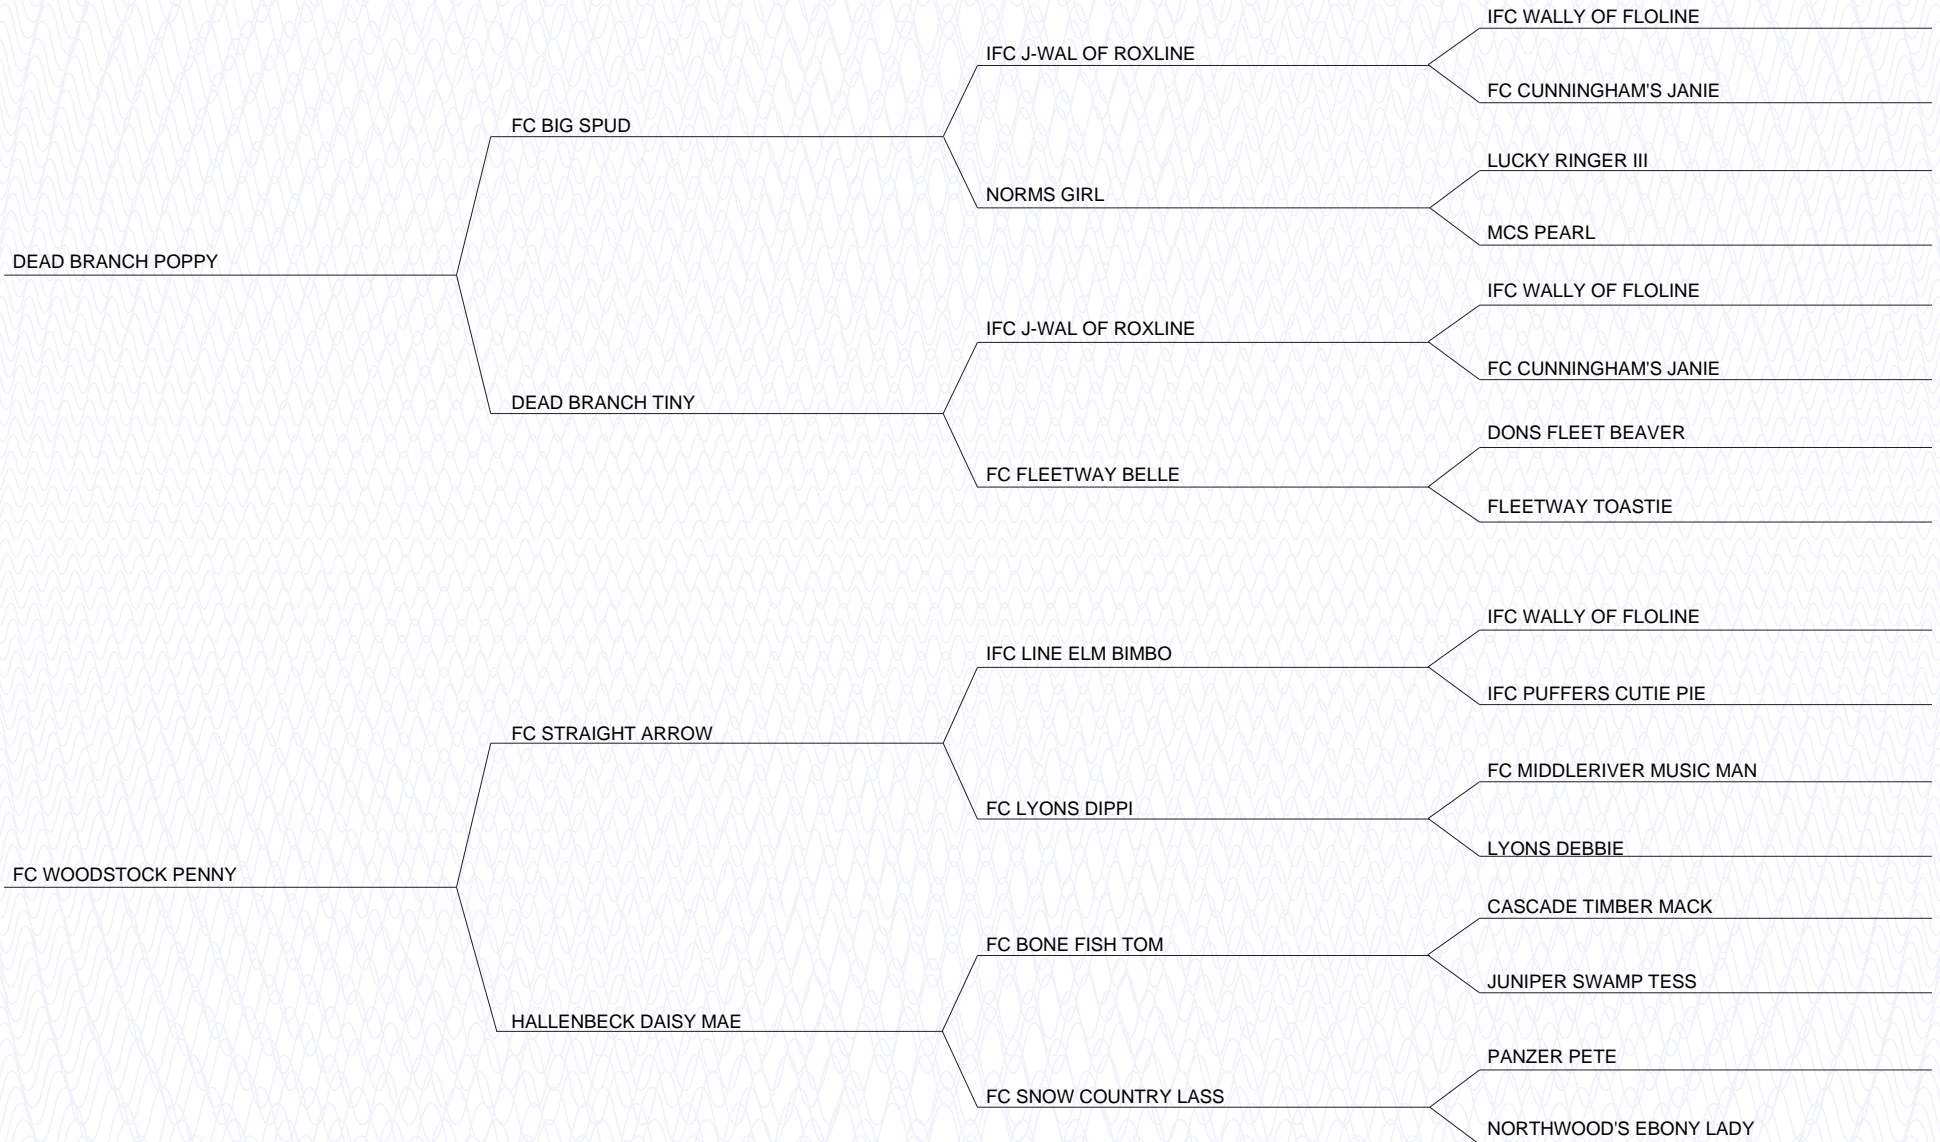 IFC WALLY OF FLOLINE
IFC J-WAL OF ROXLINE
FC CUNNINGHAM'S JANIE
FC BIG SPUD
LUCKY RINGER III
NORMS GIRL
MCS PEARL
DEAD BRANCH POPPY
IFC WALLY OF FLOLINE
IFC J-WAL OF ROXLINE
FC CUNNINGHAM'S JANIE
DEAD BRANCH TINY
DONS FLEET BEAVER
FC FLEETWAY BELLE
FLEETWAY TOASTIE
IFC WALLY OF FLOLINE
IFC LINE ELM BIMBO
IFC PUFFERS CUTIE PIE
FC STRAIGHT ARROW
FC MIDDLERIVER MUSIC MAN
FC LYONS DIPPI
LYONS DEBBIE
FC WOODSTOCK PENNY
CASCADE TIMBER MACK
FC BONE FISH TOM
JUNIPER SWAMP TESS
HALLENBECK DAISY MAE
PANZER PETE
FC SNOW COUNTRY LASS
NORTHWOOD'S EBONY LADY